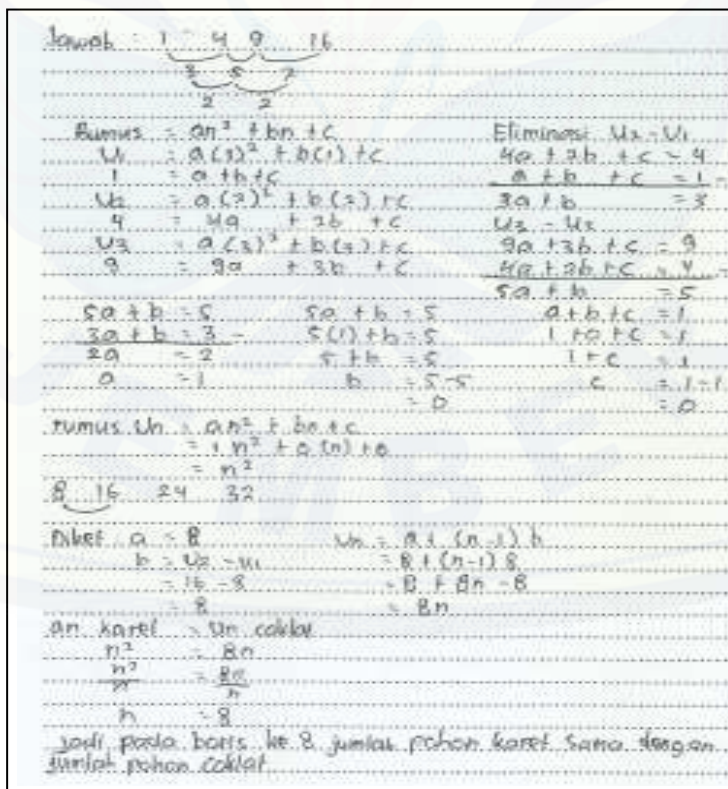 Jawab = 1 4 9 16
3 5 7
2 2
Rumus = an² + bn + c
U1 = a(1)² + b(1) + c
1 = a + b + c
U2 = a(2)² + b(2) + c
4 = 4a + 2b + c
U3 = a(3)² + b(3) + c
9 = 9a + 3b + c
Eliminasi U2 - U1
4a + 2b + c = 4
a + b + c = 1 -
3a + b = 3
U3 - U2
9a + 3b + c = 9
4a + 2b + c = 4 -
5a + b = 5
5a + b = 5
3a + b = 3 -
2a = 2
a = 1
5a + b = 5
5(1) + b = 5
5 + b = 5
b = 5 - 5
= 0
a + b + c = 1
1 + 0 + c = 1
1 + c = 1
c = 1 - 1
= 0
rumus Un = an² + bn + c
= 1 n² + 0 (n) + 0
= n²
8 16 24 32
Diket a = 8
b = U2 - U1
= 16 - 8
= 8
Un = a + (n - 1) b
= 8 + (n - 1) 8
= 8 + 8n - 8
= 8n
Un karet = Un coklat
n² = 8n
n²/n = 8n/n
n = 8
Jadi pada baris ke 8 jumlah pohon karet sama dengan
jumlah pohon coklat